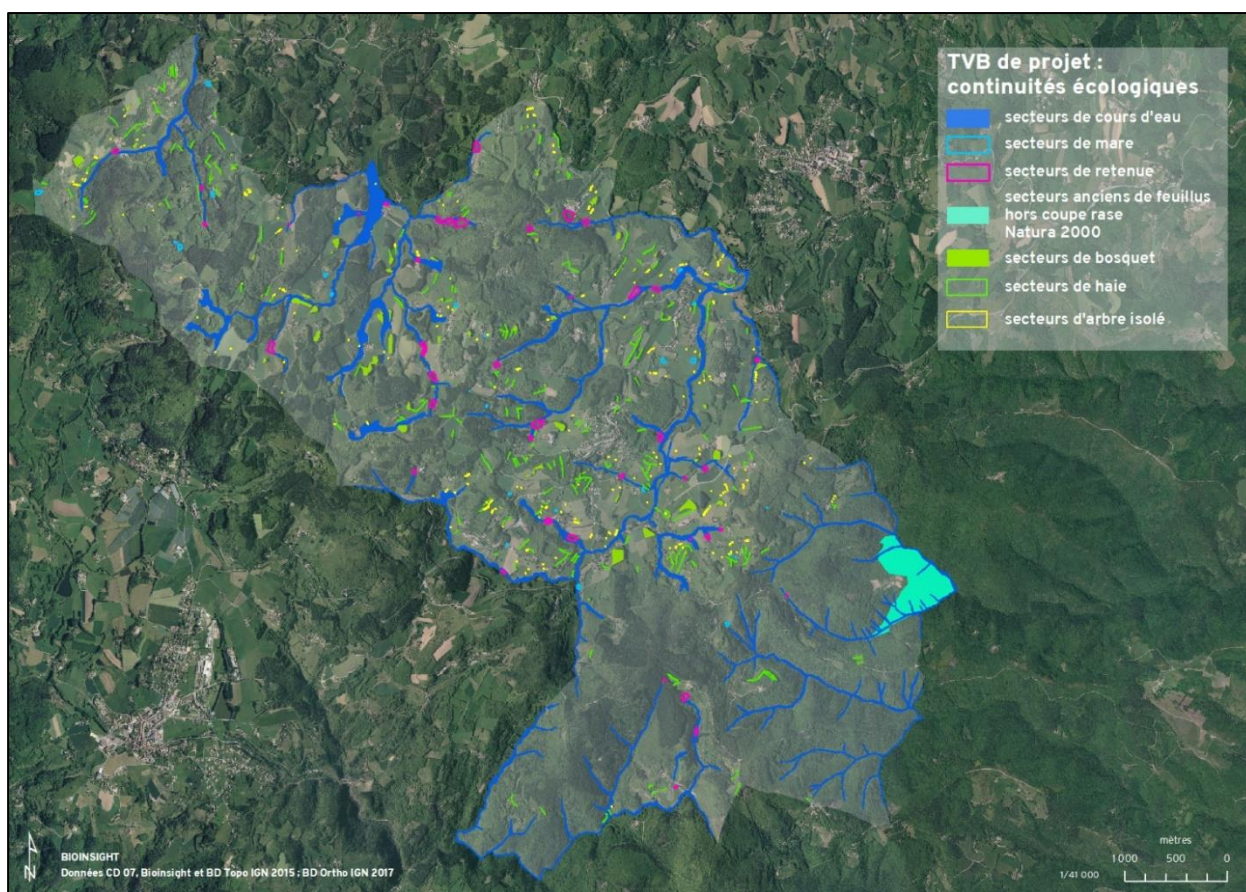 TVB de projet :
continuités écologiques
secteurs de cours d'eau
secteurs de mare
secteurs de retenue
secteurs anciens de feuillus
hors coupe rase
Natura 2000
secteurs de bosquet
secteurs de haie
secteurs d'arbre isolé
N
BIOINSIGHT
Données CD 07, Bioinsight et BD Topo IGN 2015 ; BD Ortho IGN 2017
mètres
1000 500 0
1/41 000